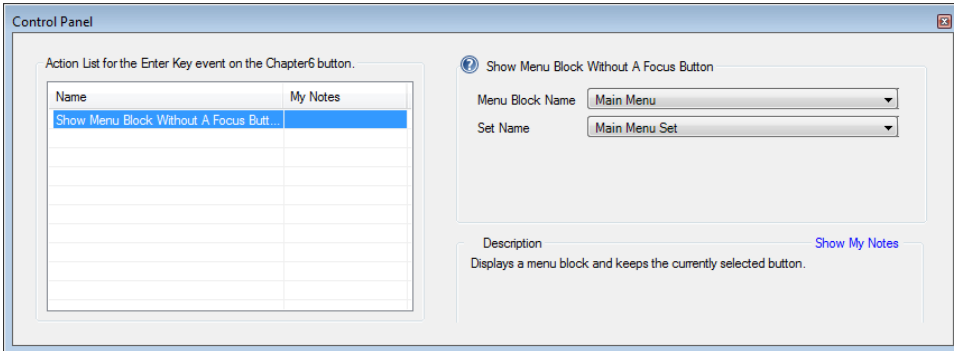 Control Panel
Action List for the Enter Key event on the Chapter6 button.
Name My Notes
Show Menu Block Without A Focus Butt...
Show Menu Block Without A Focus Button
Menu Block Name Main Menu
Set Name Main Menu Set
Description Show My Notes
Displays a menu block and keeps the currently selected button.